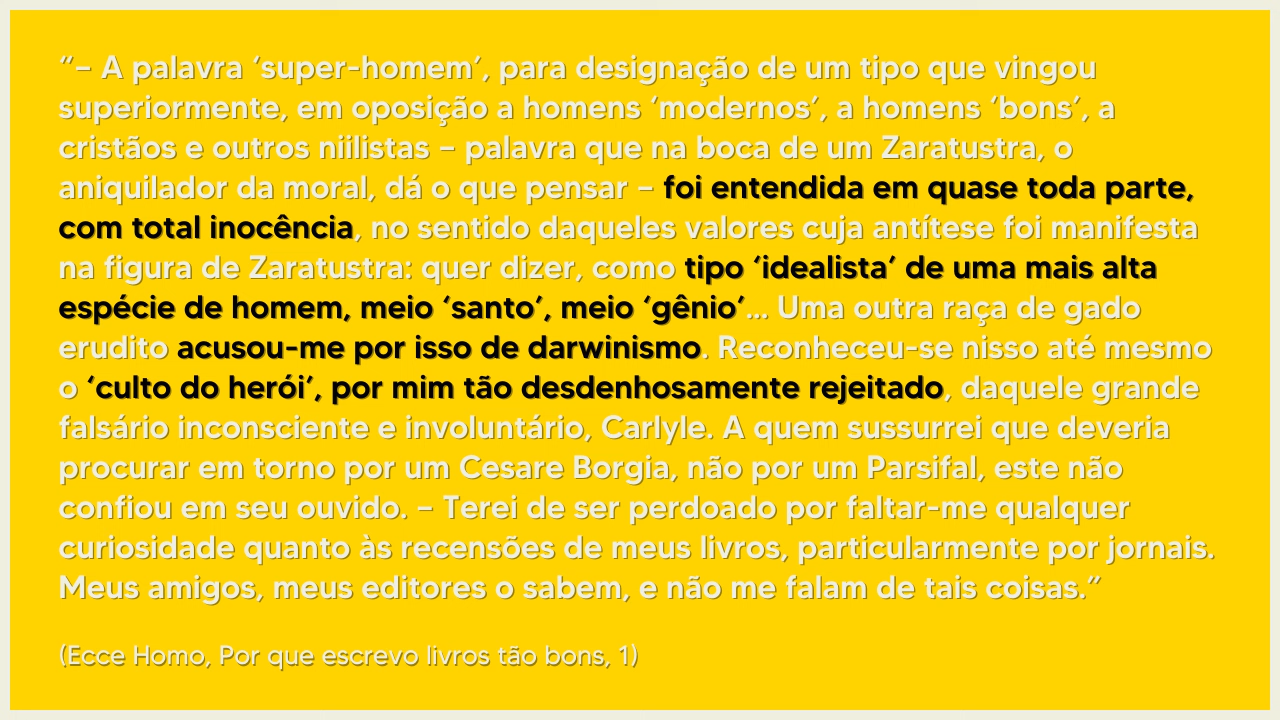 “– A palavra ‘super-homem’, para designação de um tipo que vingou
superiormente, em oposição a homens ‘modernos’, a homens ‘bons’, a
cristãos e outros niilistas – palavra que na boca de um Zaratustra, o
aniquilador da moral, dá o que pensar – foi entendida em quase toda parte,
com total inocência, no sentido daqueles valores cuja antítese foi manifesta
na figura de Zaratustra: quer dizer, como tipo ‘idealista’ de uma mais alta
espécie de homem, meio ‘santo’, meio ‘gênio’... Uma outra raça de gado
erudito acusou-me por isso de darwinismo. Reconheceu-se nisso até mesmo
o ‘culto do herói’, por mim tão desdenhosamente rejeitado, daquele grande
falsário inconsciente e involuntário, Carlyle. A quem sussurrei que deveria
procurar em torno por um Cesare Borgia, não por um Parsifal, este não
confiou em seu ouvido. – Terei de ser perdoado por faltar-me qualquer
curiosidade quanto às recensões de meus livros, particularmente por jornais.
Meus amigos, meus editores o sabem, e não me falam de tais coisas.”
(Ecce Homo, Por que escrevo livros tão bons, 1)